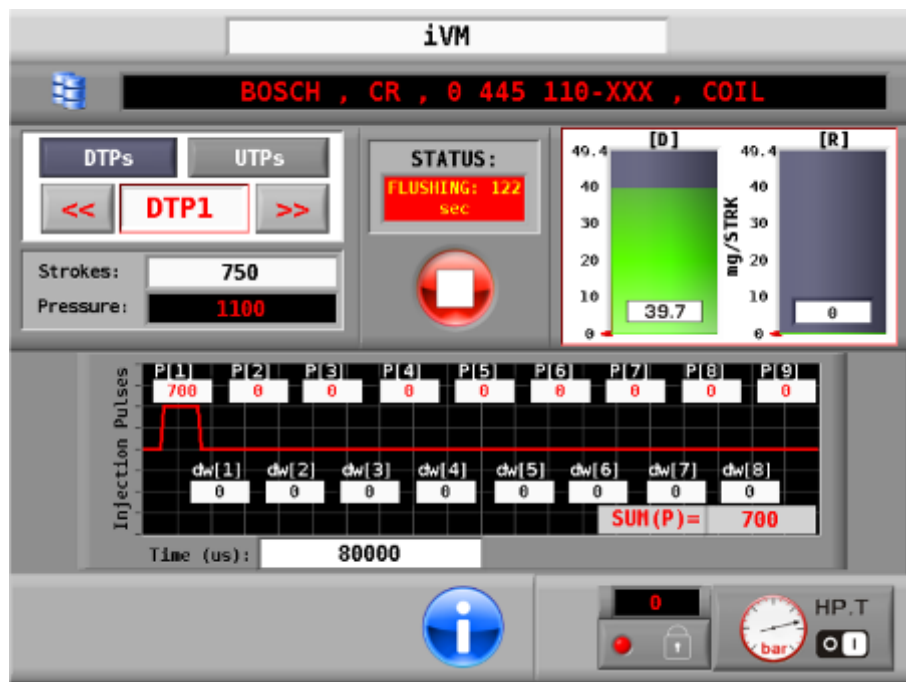 iVM
BOSCH , CR , 0 445 110-XXX , COIL
DTPs UTPs
<< DTP1 >>
Strokes: 750
Pressure: 1100
STATUS:
FLUSHING: 122
sec
[D] [R]
49.4 49.4
40 40
30 30
20 20
10 10
0 0
39.7 0
mg/STRK
Injection Pulses
P[1] P[2] P[3] P[4] P[5] P[6] P[7] P[8] P[9]
700 0 0 0 0 0 0 0 0
dw[1] dw[2] dw[3] dw[4] dw[5] dw[6] dw[7] dw[8]
0 0 0 0 0 0 0 0
SUM(P)= 700
Time (us): 80000
i
0
HP.T
bar
O I